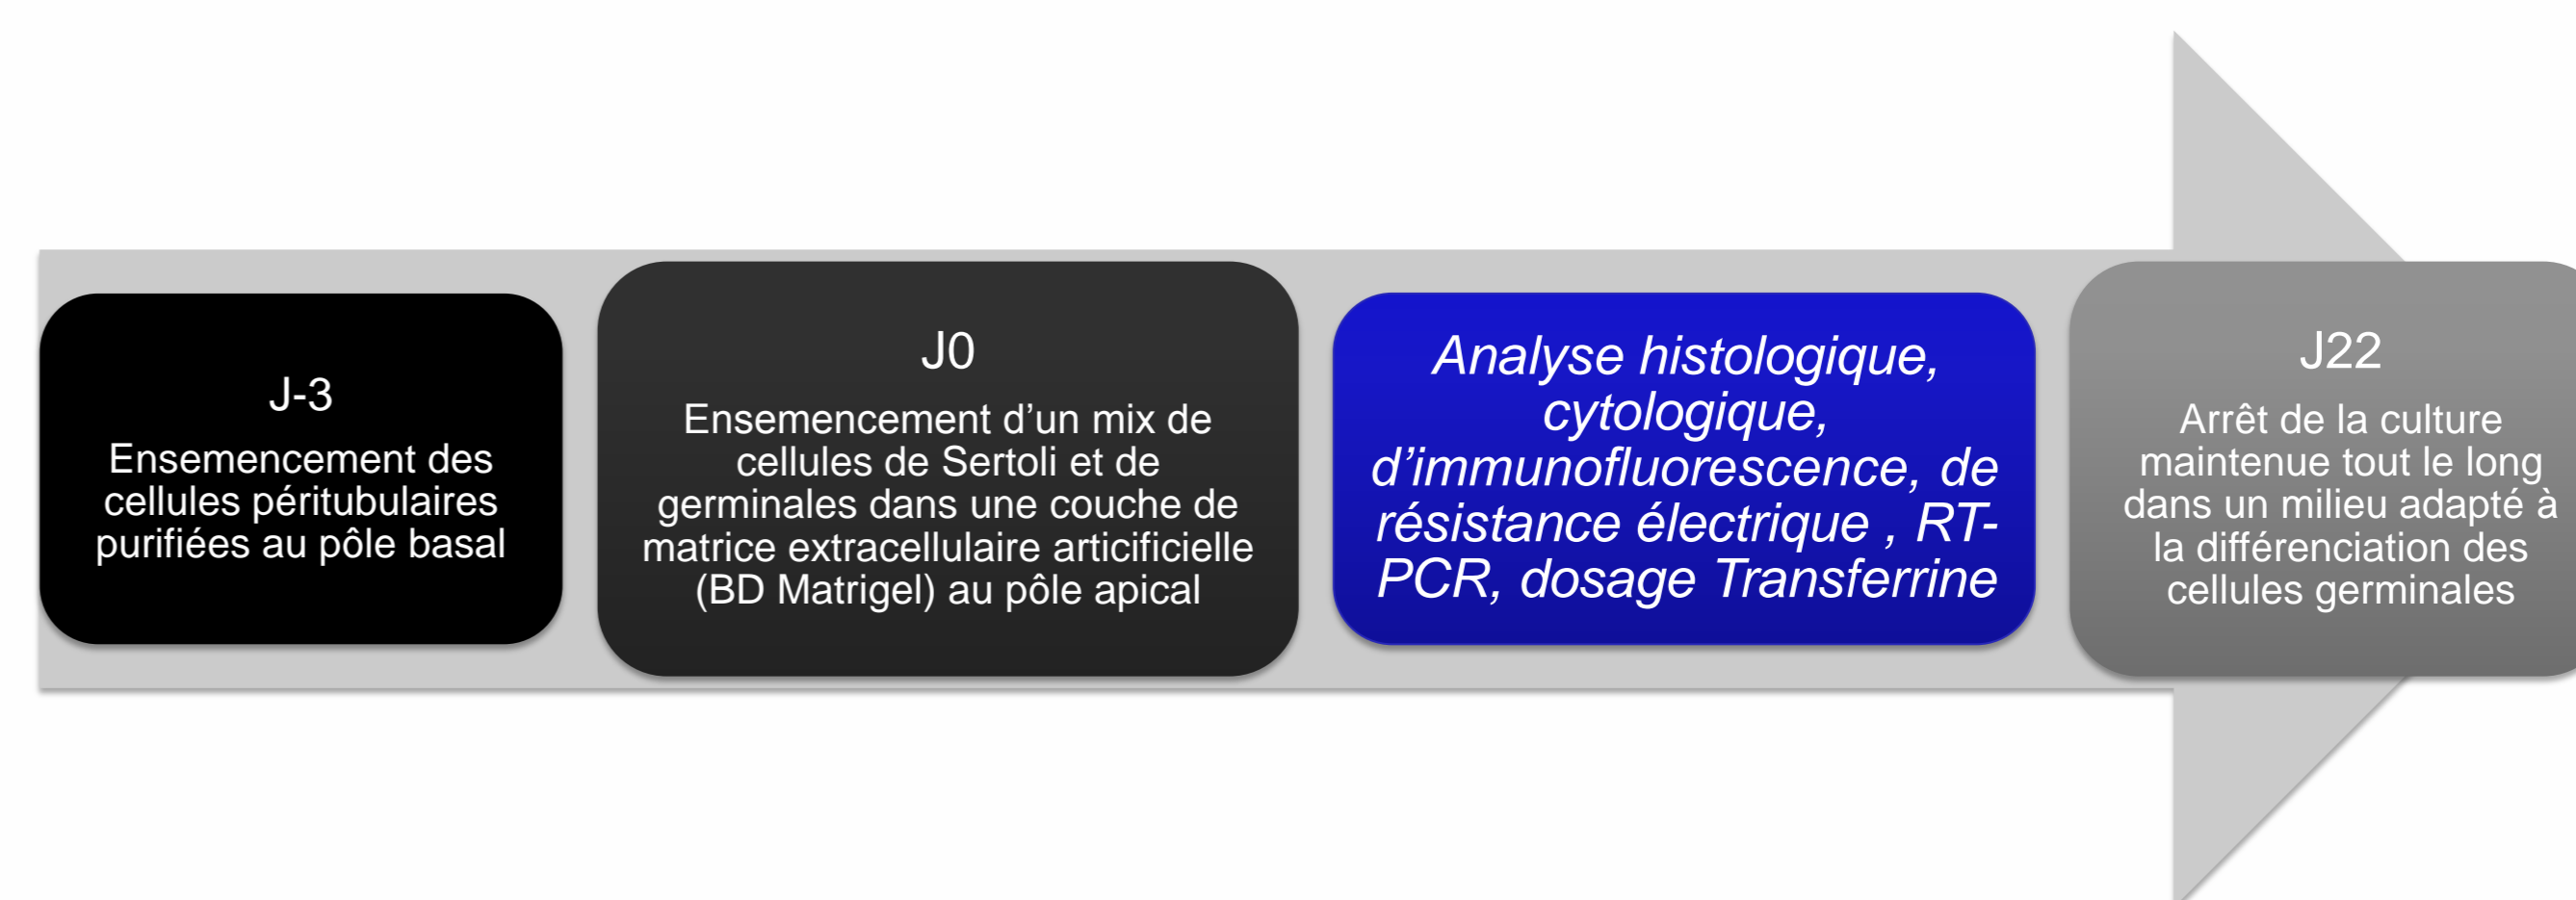 J-3
Ensemencement des
cellules péritubulaires
purifiées au pôle basal
J0
Ensemencement d’un mix de
cellules de Sertoli et de
germinales dans une couche de
matrice extracellulaire articificielle
(BD Matrigel) au pôle apical
Analyse histologique,
cytologique,
d’immunofluorescence, de
résistance électrique , RT-
PCR, dosage Transferrine
J22
Arrêt de la culture
maintenue tout le long
dans un milieu adapté à
la différenciation des
cellules germinales